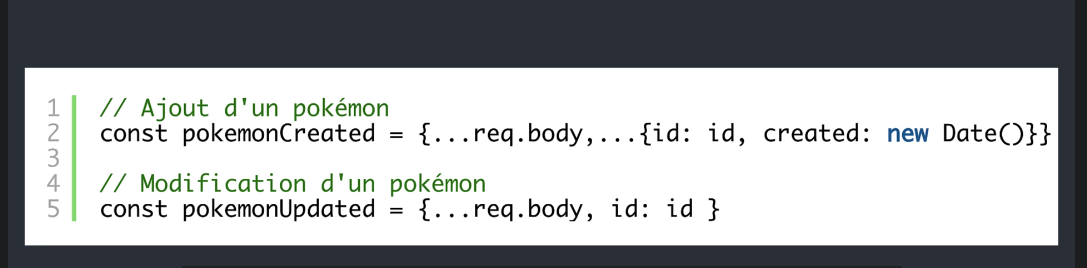 1 // Ajout d'un pokémon
2 const pokemonCreated = {...req.body,...{id: id, created: new Date()}}
3
4 // Modification d'un pokémon
5 const pokemonUpdated = {...req.body, id: id }